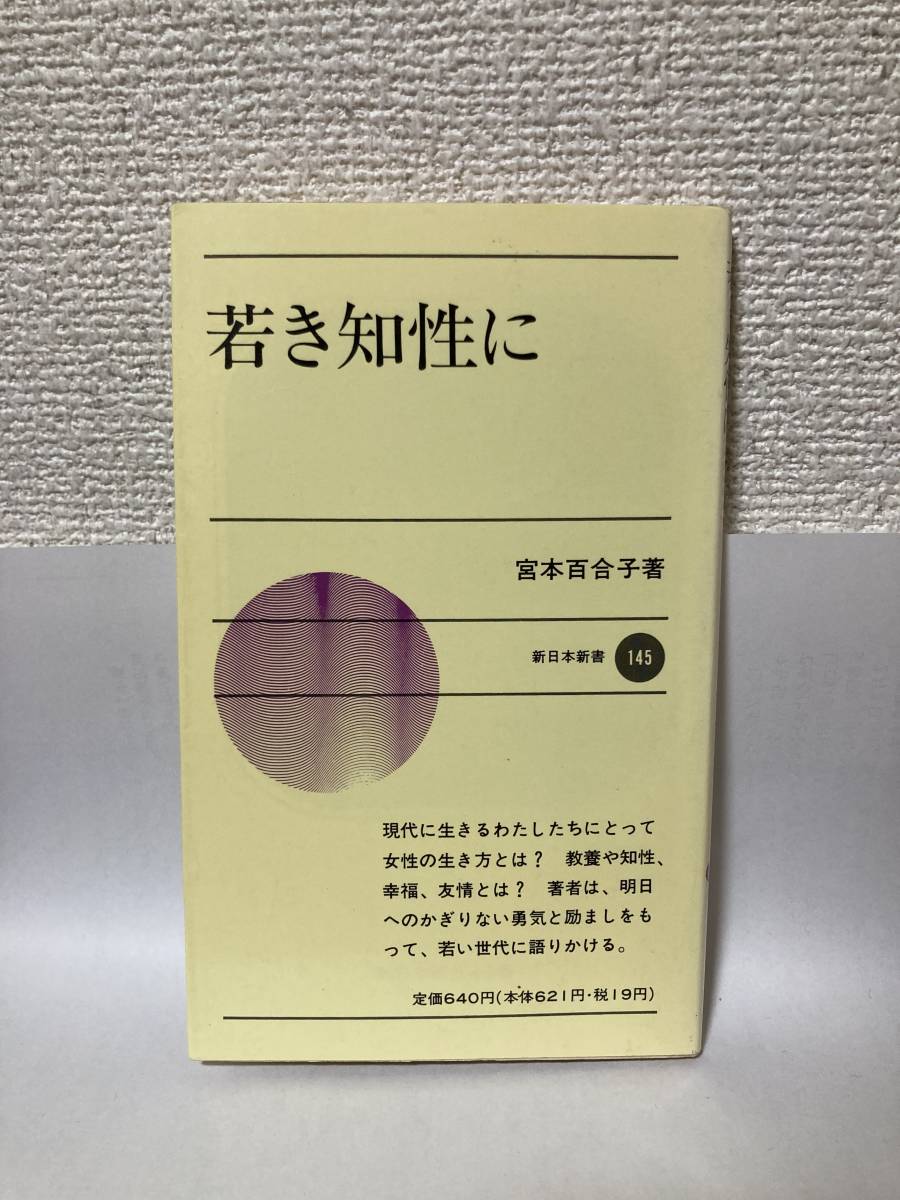 若き知性に
宮本百合子著
新日本新書 145
現代に生きるわたしたちにとって
女性の生き方とは？　教養や知性、
幸福、友情とは？　著者は、明日
へのかぎりない勇気と励ましをも
って、若い世代に語りかける。
定価640円(本体621円・税19円)